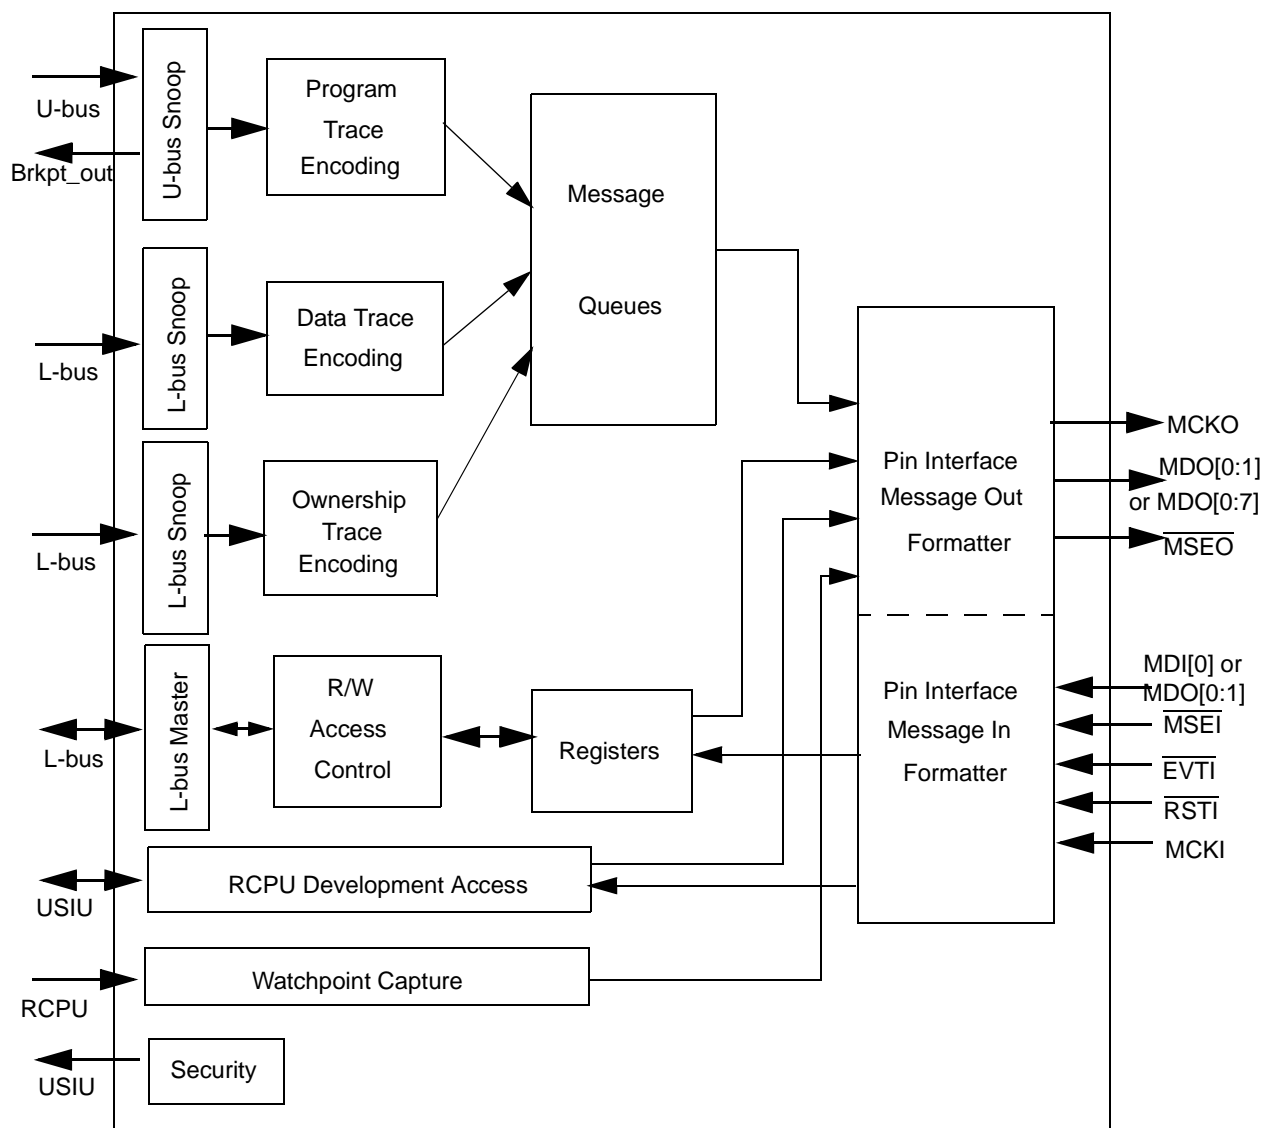 U-bus
Brkpt_out
U-bus Snoop
Program
Trace
Encoding
Message
Queues
L-bus
L-bus Snoop
Data Trace
Encoding
L-bus
L-bus Snoop
Ownership
Trace
Encoding
Pin Interface
Message Out
Formatter
MCKO
MDO[0:1]
or MDO[0:7]
MSEO
L-bus
L-bus Master
R/W
Access
Control
Registers
Pin Interface
Message In
Formatter
MDI[0] or
MDO[0:1]
MSEI
EVTI
RSTI
MCKI
USIU
RCPU Development Access
RCPU
Watchpoint Capture
USIU
Security